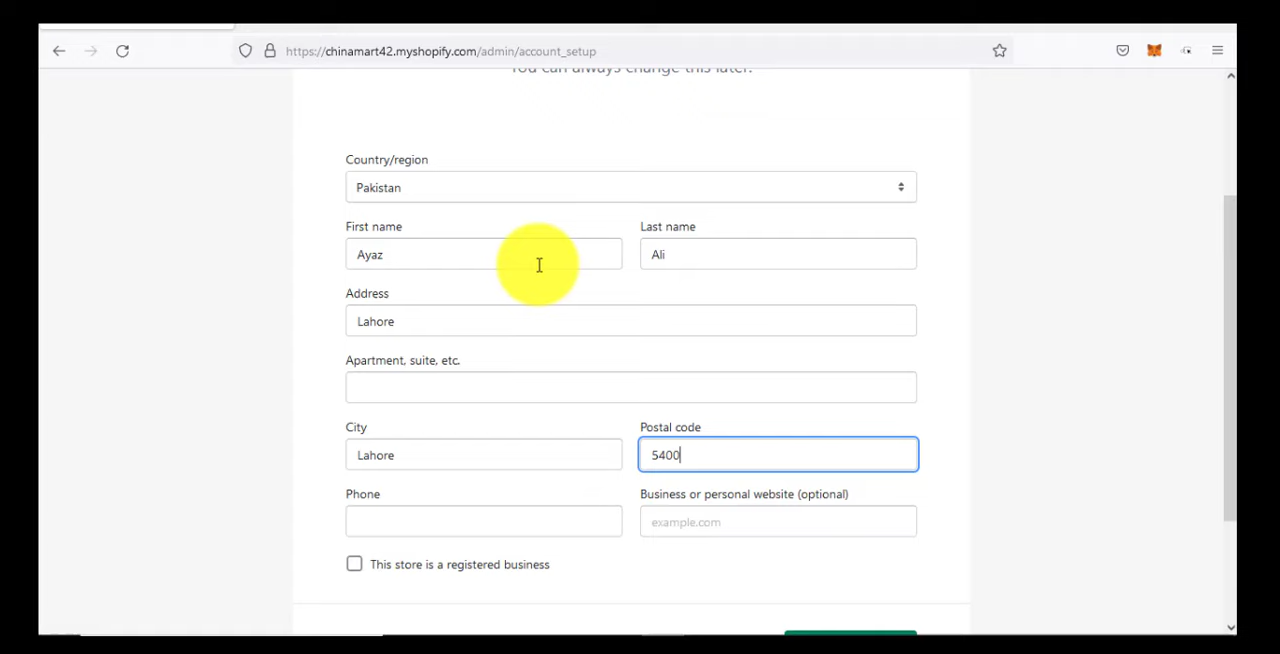 https://chinamart42.myshopify.com/admin/account_setup
You can always change this later.
Country/region
Pakistan
First name
Last name
Ayaz
Ali
Address
Lahore
Apartment, suite, etc.
City
Postal code
Lahore
5400
Phone
Business or personal website (optional)
example.com
This store is a registered business